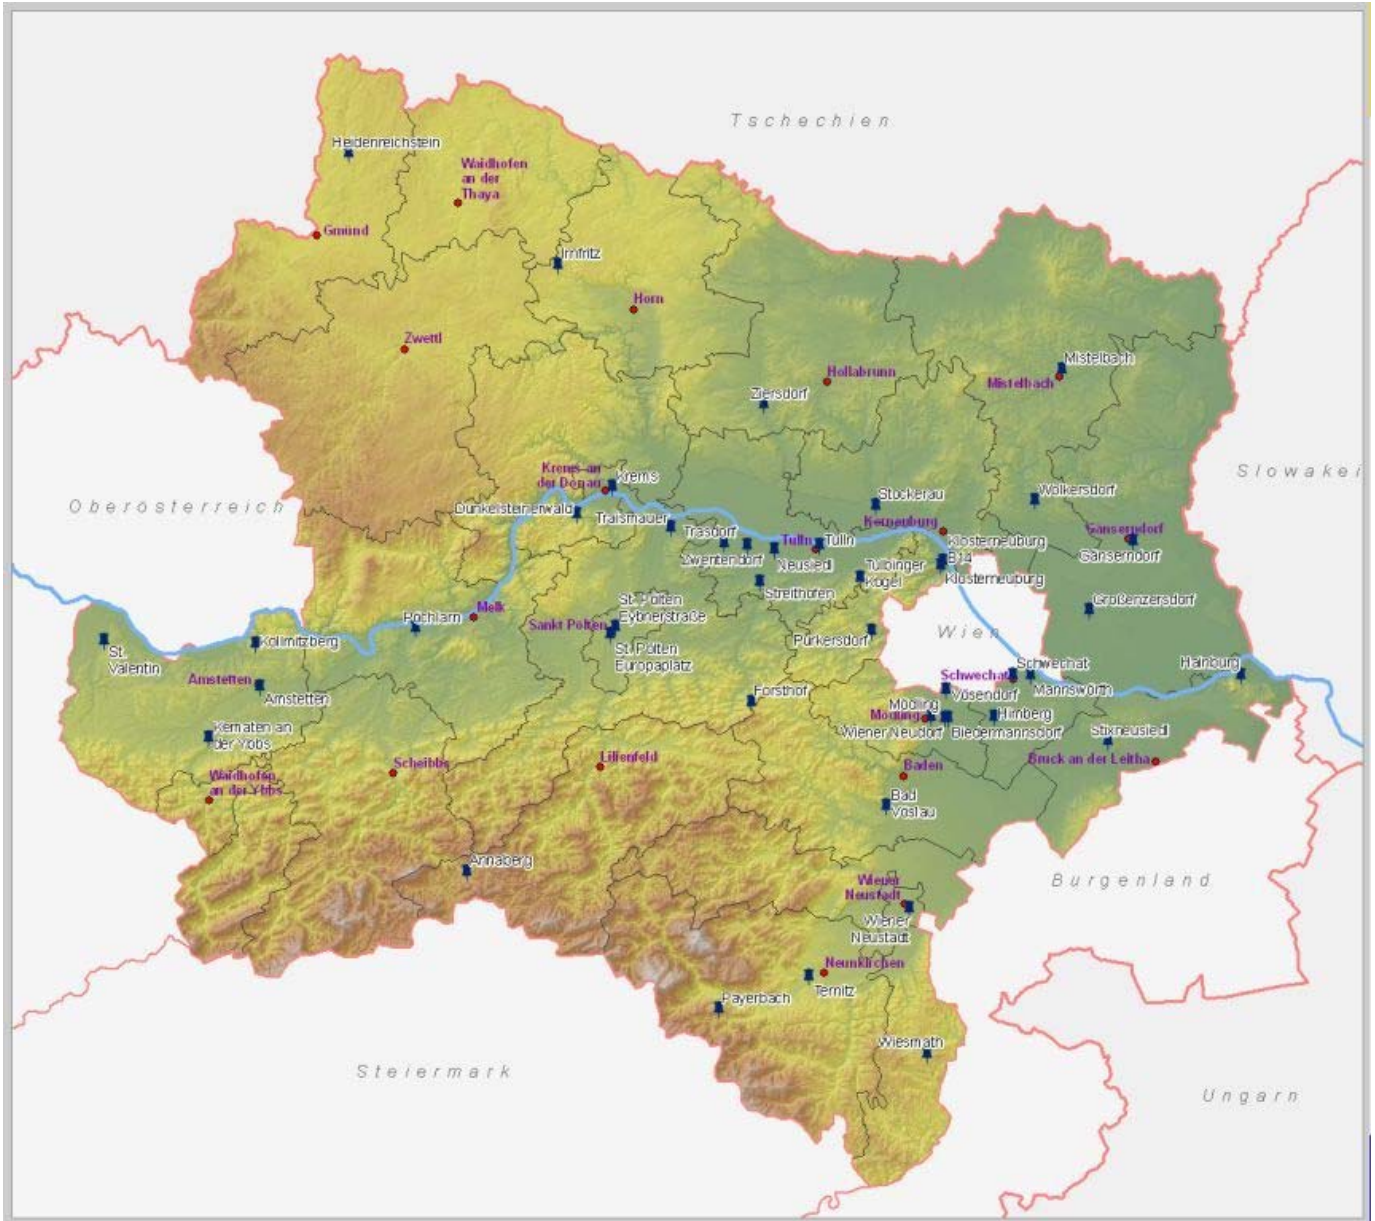 Tschechien
Heidenreichstein
Waidhofen
an der
Thaya
Gmünd
Irnfritz
Horn
Zwettl
Mistelbach
Hollabrunn
Mistelbach
Ziersdorf
Slowakei
Krems an
der Donau
Krems
Oberösterreich
Dunkelsteinerwald
Stockerau
Wolkersdorf
Traismauer
Trasdorf
Korneuburg
Gänserndorf
Tulln
Tulln
Klosterneuburg
B14
Gänserndorf
Zwentendorf
Neusiedl
Tulbinger
Kogel
Klosterneuburg
Streithofen
Großenzersdorf
St. Pölten
Eybnerstraße
Melk
Pöchlarn
Sankt Pölten
Purkersdorf
Wien
Kollmitzberg
St.
Valentin
St. Pölten
Europaplatz
Schwechat
Schwechat
Hainburg
Amstetten
Amstetten
Forsthof
Vösendorf
Mannswörth
Mödling
Mödling
Himberg
Wiener Neudorf
Biedermannsdorf
Stixneusiedl
Kematen an
der Ybbs
Lilienfeld
Scheibbs
Baden
Bruck an der Leitha
Waidhofen
an der Ybbs
Bad
Vöslau
Annaberg
Burgenland
Wiener
Neustadt
Wiener
Neustadt
Neunkirchen
Ternitz
Payerbach
Wiesmath
Steiermark
Ungarn